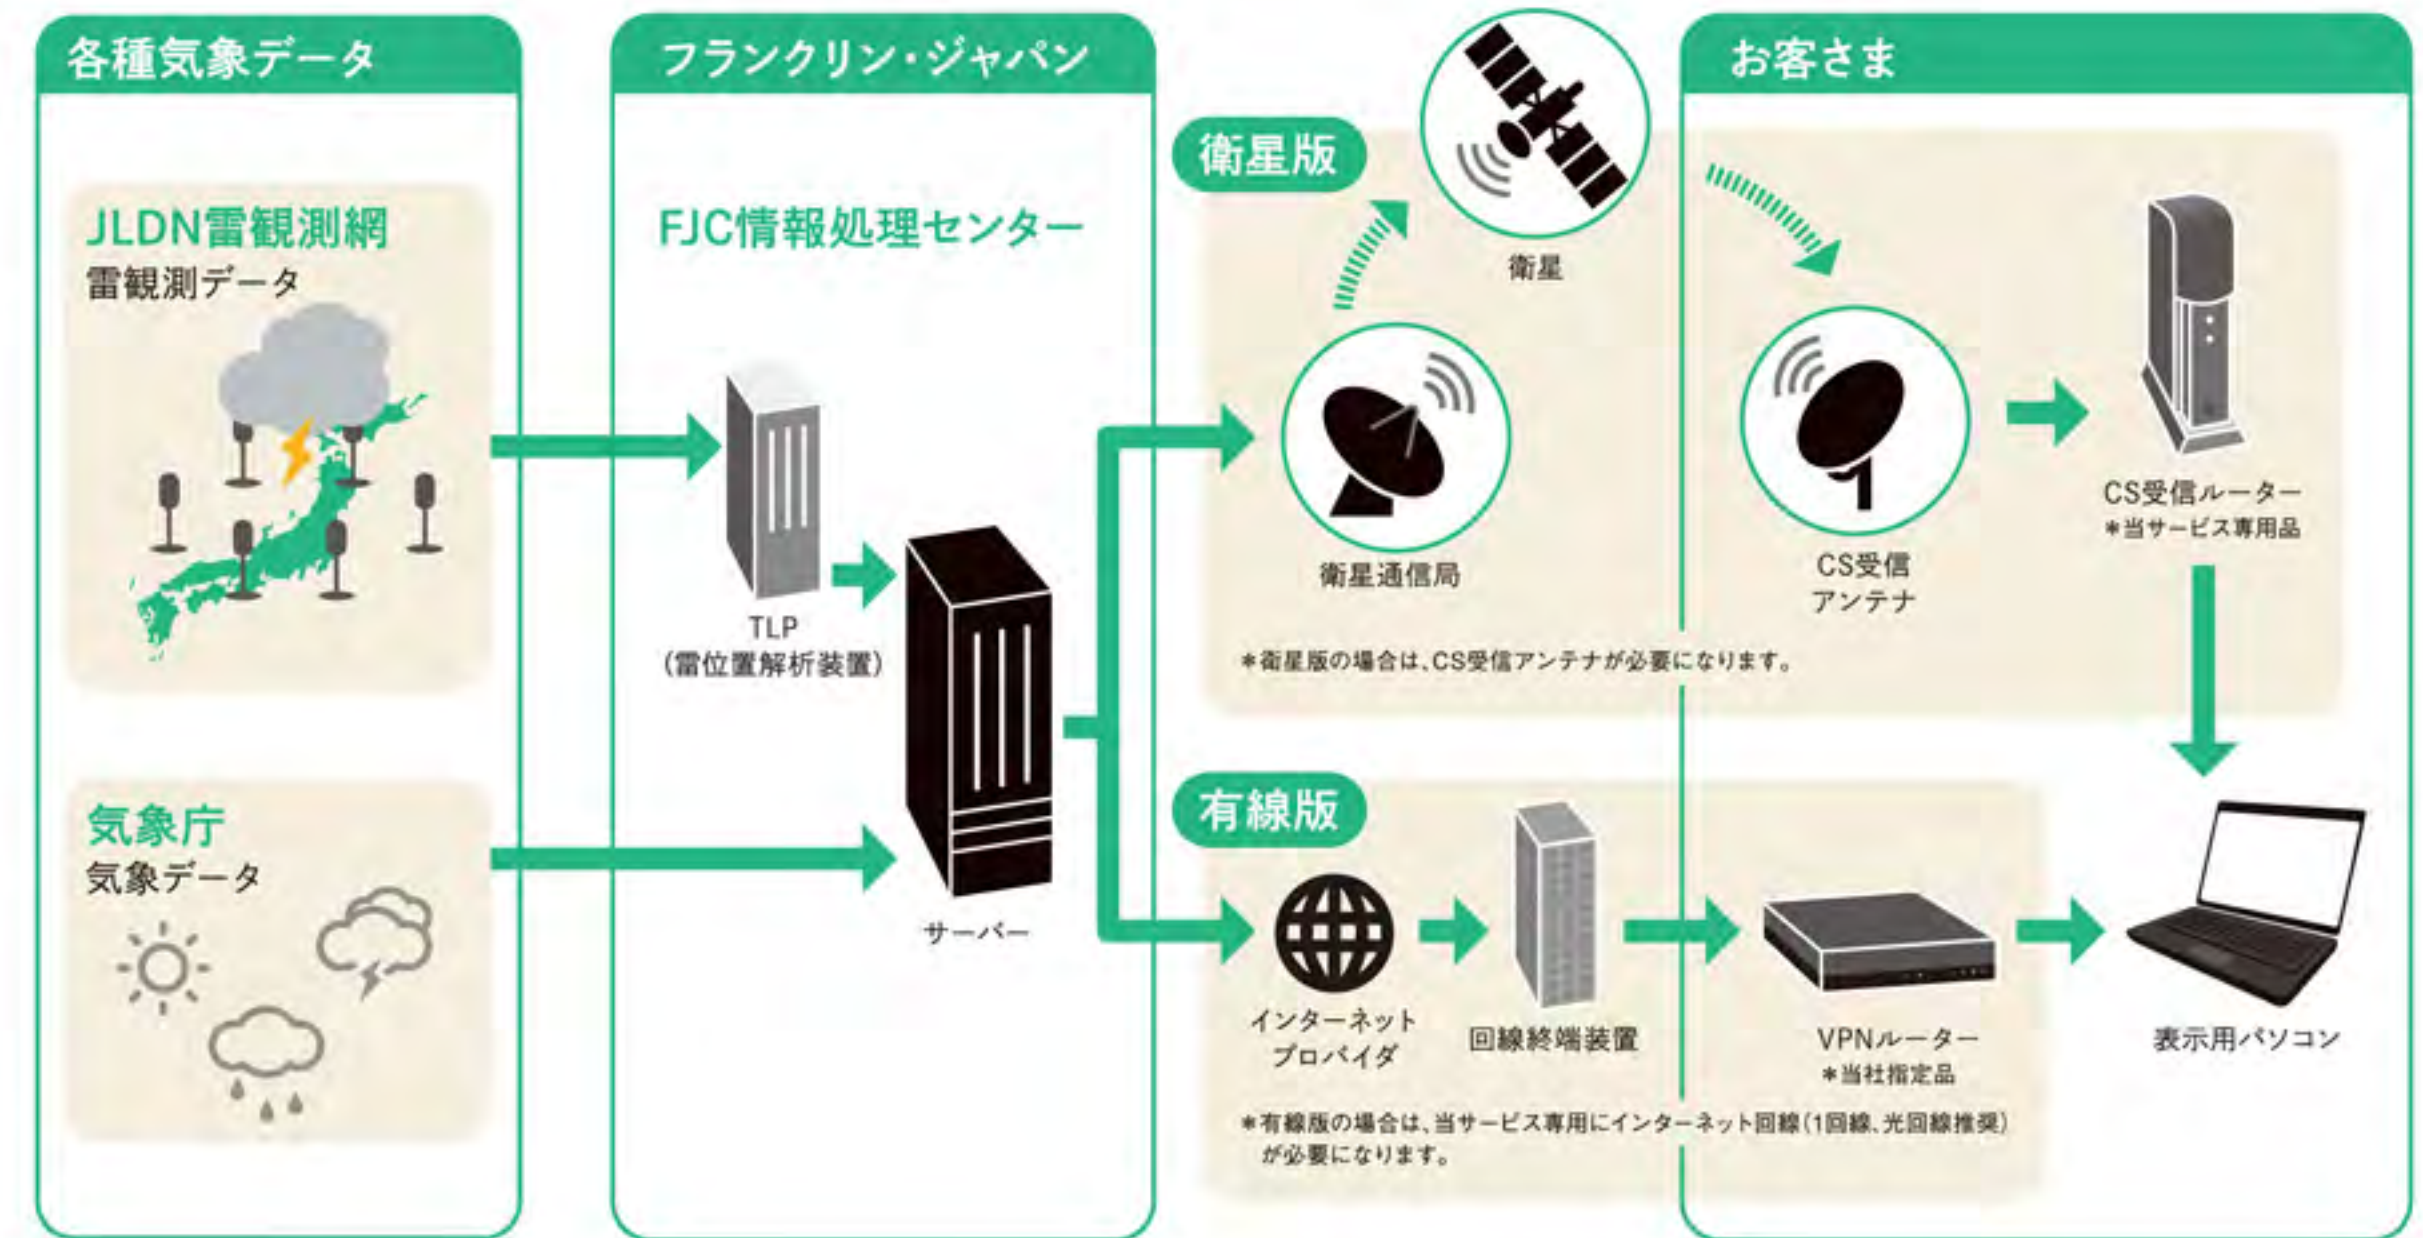 各種気象データ
JLDN雷観測網
雷観測データ
気象庁
気象データ
フランクリン・ジャパン
FJC情報処理センター
TLP
(雷位置解析装置)
サーバー
衛星版
衛星
衛星通信局
*衛星版の場合は、CS受信アンテナが必要になります。
有線版
インターネット
プロバイダ
回線終端装置
*有線版の場合は、当サービス専用にインターネット回線(1回線、光回線推奨)
が必要になります。
お客さま
CS受信
アンテナ
CS受信ルーター
*当サービス専用品
VPNルーター
*当社指定品
表示用パソコン